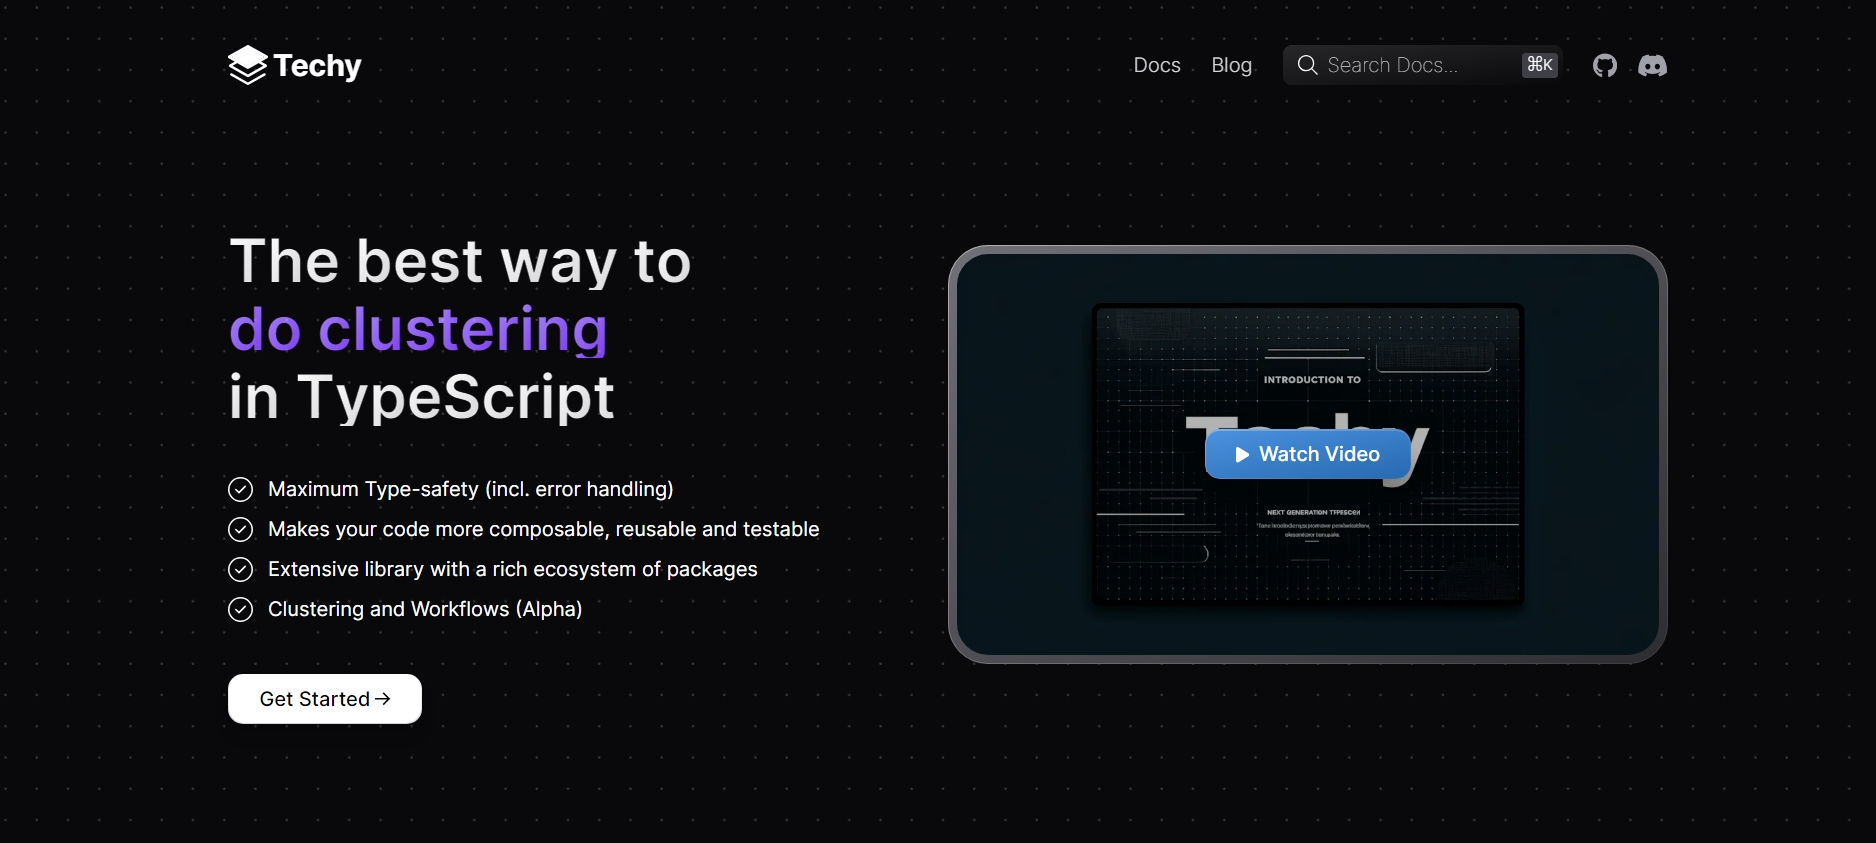 Techy
Docs
Blog
Search Docs...
⌘K
The best way to
do clustering
in TypeScript
Maximum Type-safety (incl. error handling)
Makes your code more composable, reusable and testable
Extensive library with a rich ecosystem of packages
Clustering and Workflows (Alpha)
Get Started →
INTRODUCTION TO
Techy
Watch Video
NEXT GENERATION